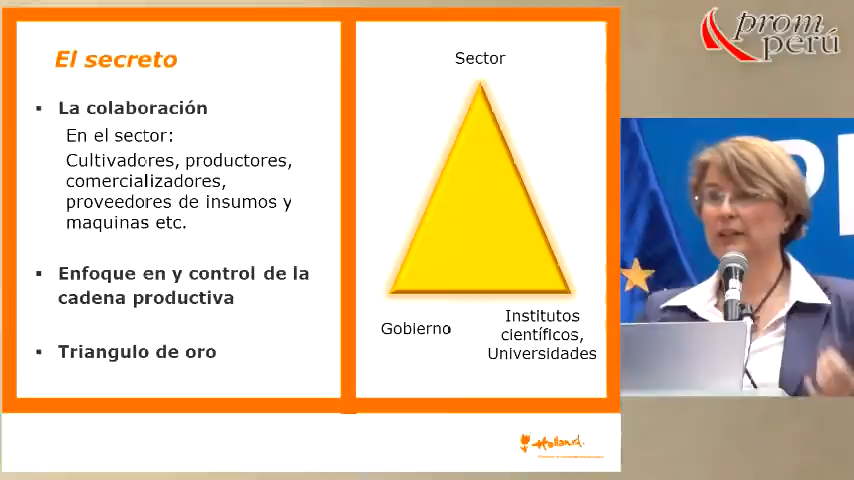 El secreto
▪ La colaboración
En el sector:
Cultivadores, productores,
comercializadores,
proveedores de insumos y
maquinas etc.
▪ Enfoque en y control de la
cadena productiva
▪ Triangulo de oro
Sector
Gobierno
Institutos
científicos,
Universidades
Holland.
prom
perú